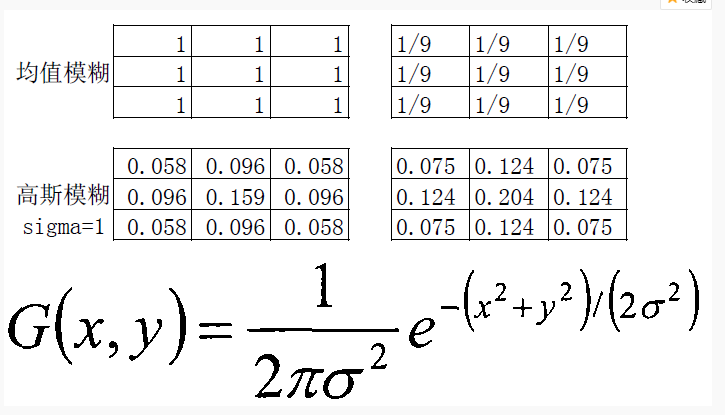 1 1 1 1/9 1/9 1/9
均值模糊 1 1 1 1/9 1/9 1/9
1 1 1 1/9 1/9 1/9
0.058 0.096 0.058 0.075 0.124 0.075
高斯模糊 0.096 0.159 0.096 0.124 0.204 0.124
sigma=1 0.058 0.096 0.058 0.075 0.124 0.075
G(x, y) = 1/(2πσ²) e^(-(x²+y²)/(2σ²))